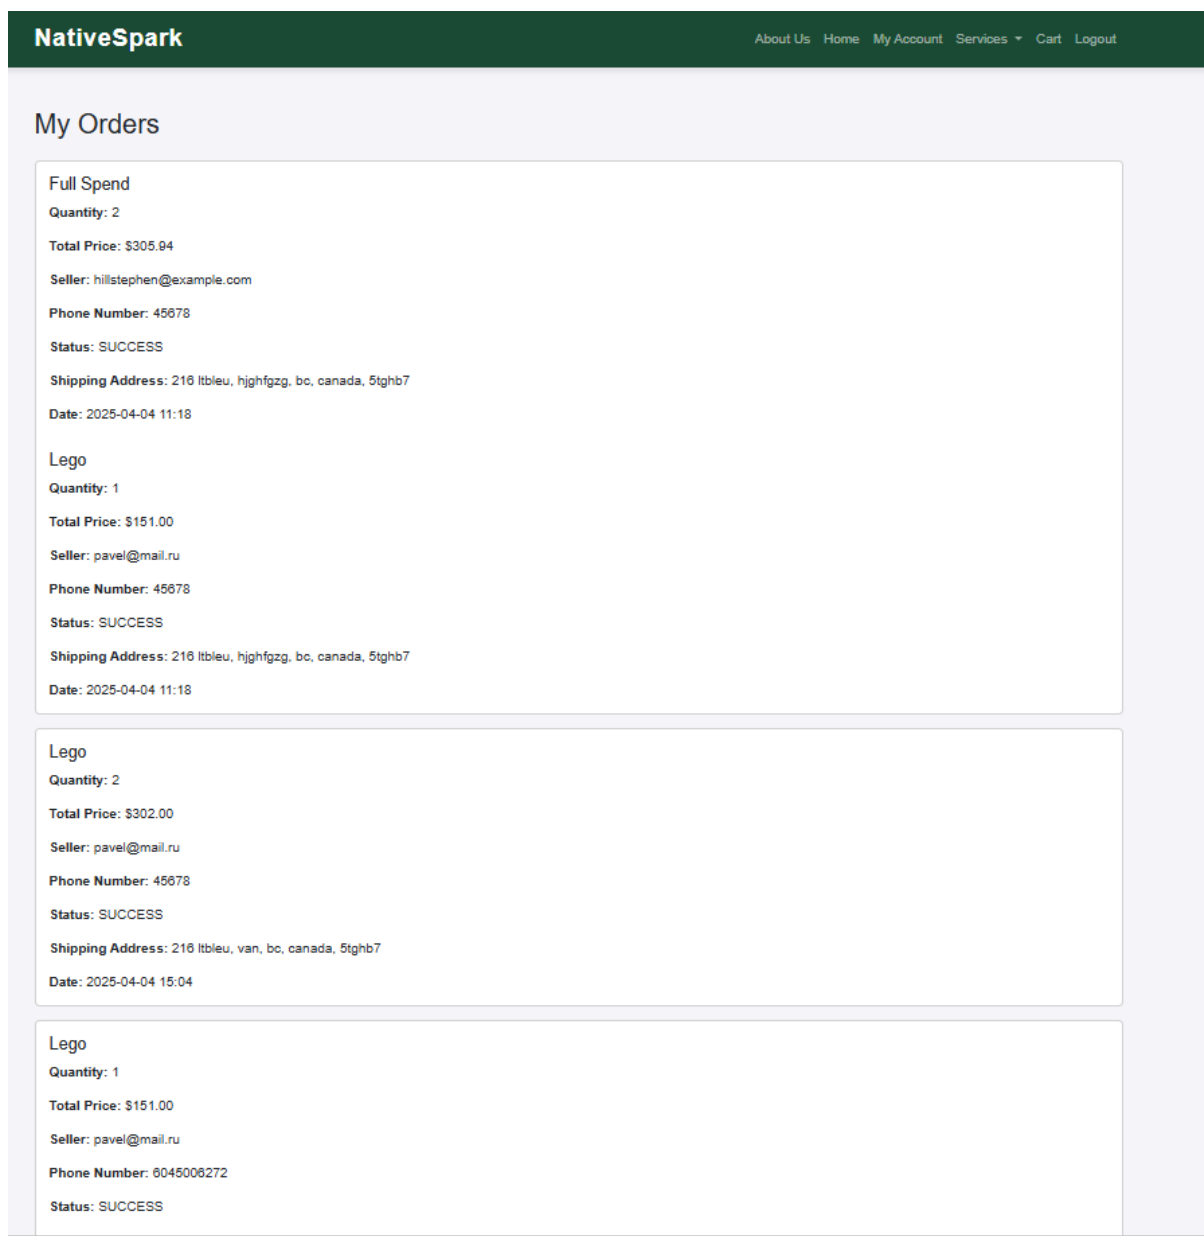 NativeSpark
About Us Home My Account Services Cart Logout
My Orders
Full Spend
Quantity: 2
Total Price: $305.94
Seller: hillstephen@example.com
Phone Number: 45678
Status: SUCCESS
Shipping Address: 216 ltbleu, hjghfgzg, bc, canada, 5tghb7
Date: 2025-04-04 11:18
Lego
Quantity: 1
Total Price: $151.00
Seller: pavel@mail.ru
Phone Number: 45678
Status: SUCCESS
Shipping Address: 216 ltbleu, hjghfgzg, bc, canada, 5tghb7
Date: 2025-04-04 11:18
Lego
Quantity: 2
Total Price: $302.00
Seller: pavel@mail.ru
Phone Number: 45678
Status: SUCCESS
Shipping Address: 216 ltbleu, van, bc, canada, 5tghb7
Date: 2025-04-04 15:04
Lego
Quantity: 1
Total Price: $151.00
Seller: pavel@mail.ru
Phone Number: 6045006272
Status: SUCCESS